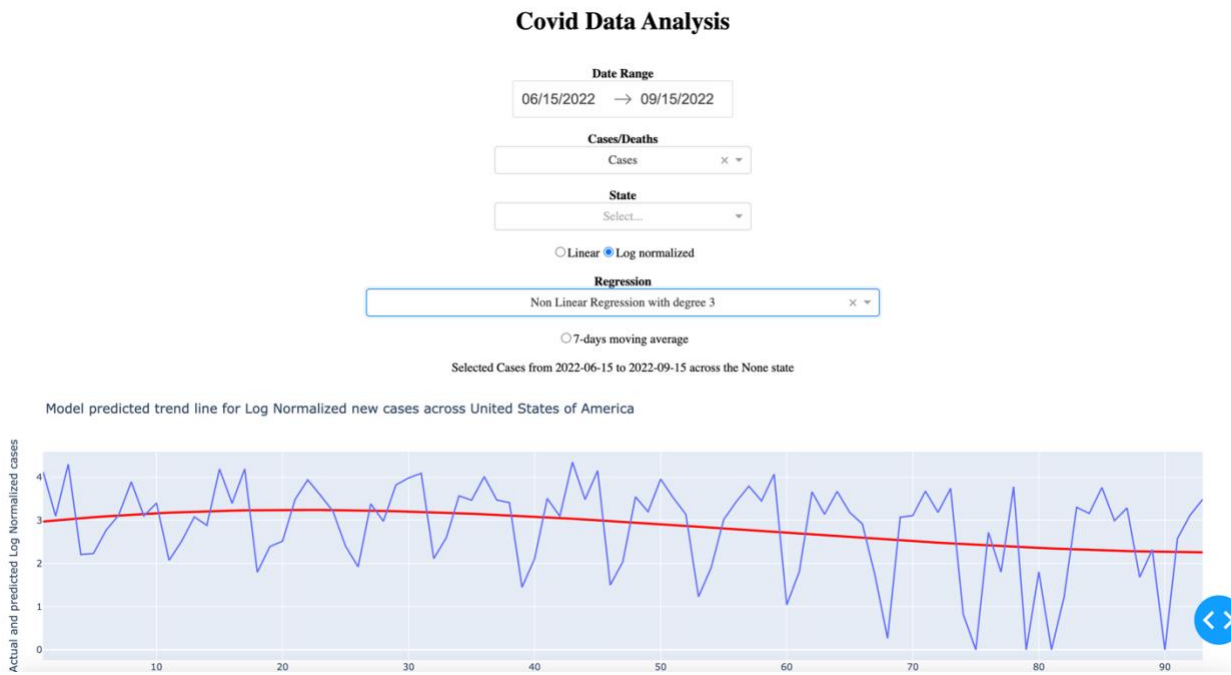 Covid Data Analysis
Date Range
06/15/2022 → 09/15/2022
Cases/Deaths
Cases × ▾
State
Select... ▾
Linear Log normalized
Regression
Non Linear Regression with degree 3 × ▾
7-days moving average
Selected Cases from 2022-06-15 to 2022-09-15 across the None state
Model predicted trend line for Log Normalized new cases across United States of America
Actual and predicted Log Normalized cases
4
3
2
1
0
10 20 30 40 50 60 70 80 90